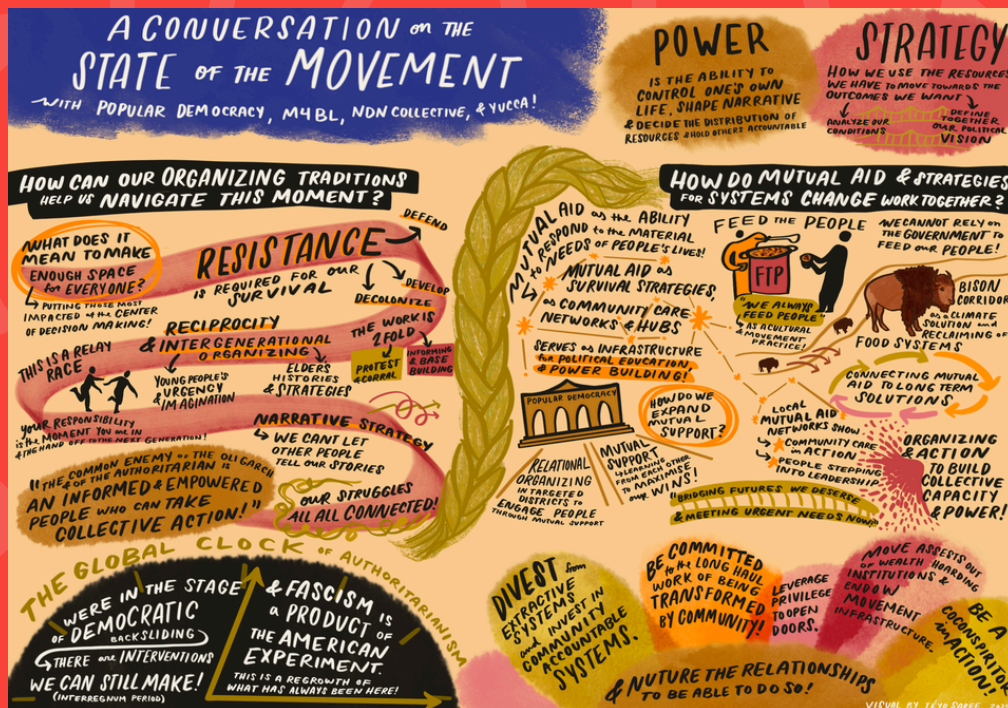 A CONVERSATION on THE
STATE OF THE MOVEMENT
WITH POPULAR DEMOCRACY, M4BL, NDN COLLECTIVE, & YUCCA!
POWER
IS THE ABILITY TO
CONTROL ONE'S OWN
LIFE, SHAPE NARRATIVE
& DECIDE THE DISTRIBUTION OF
RESOURCES & HOLD OTHERS ACCOUNTABLE
STRATEGY
HOW WE USE THE RESOURCES
WE HAVE TO MOVE TOWARDS THE
OUTCOMES WE WANT
ANALYZE OUR
CONDITIONS
DEFINE
TOGETHER
OUR POLITICAL
VISION
HOW CAN OUR ORGANIZING TRADITIONS
HELP US NAVIGATE THIS MOMENT?
WHAT DOES IT
MEAN TO MAKE
ENOUGH SPACE
for EVERYONE?
PUTTING THOSE MOST
IMPACTED at the CENTER
OF DECISION MAKING!
RESISTANCE
IS REQUIRED FOR OUR
SURVIVAL
DEFEND
DEVELOP
DECOLONIZE
RECIPROCITY
& INTERGENERATIONAL
ORGANIZING
YOUNG PEOPLE'S
URGENCY
IMAGINATION
ELDER'S
HISTORIES
& STRATEGIES
THE WORK IS
2 FOLD
PROTEST
& CORRAL
INFORMING
& BASE
BUILDING
THIS IS A RELAY
RACE
YOUR RESPONSIBILITY
is the MOMENT YOU are IN
& THE HAND OFF TO THE NEXT GENERATION!
NARRATIVE STRATEGY
WE CAN'T LET
OTHER PEOPLE
TELL OUR STORIES
"THE COMMON ENEMY OF THE OLIGARCH
& OF THE AUTHORITARIAN IS
AN INFORMED & EMPOWERED
PEOPLE WHO CAN TAKE
COLLECTIVE ACTION!"
OUR STRUGGLES
ALL ALL CONNECTED!
HOW DO MUTUAL AID & STRATEGIES
FOR SYSTEMS CHANGE WORK TOGETHER?
MUTUAL AID as the ABILITY
to RESPOND to the MATERIAL
NEEDS OF PEOPLE'S LIVES!
MUTUAL AID as
SURVIVAL STRATEGIES,
as COMMUNITY CARE
NETWORKS & HUBS
SERVES as INFRASTRUCTURE
for POLITICAL EDUCATION,
& POWER BUILDING!
POPULAR DEMOCRACY
HOW DO WE
EXPAND
MUTUAL
SUPPORT?
RELATIONAL
ORGANIZING
IN TARGETED
DISTRICTS TO
ENGAGE PEOPLE
THROUGH MUTUAL SUPPORT
MUTUAL
SUPPORT
LEARNING
FROM EACH OTHER
TO MAXIMIZE
our WINS!
FEED THE PEOPLE
FTP
"WE ALWAYS
FEED PEOPLE"
AS A CULTURAL
& MOVEMENT
PRACTICE!
WE CANNOT RELY ON
THE GOVERNMENT TO
FEED our PEOPLE!
BISON
CORRIDOR
as a CLIMATE
SOLUTION and
RECLAIMING OF
FOOD SYSTEMS
CONNECTING MUTUAL
AID TO LONG TERM
SOLUTIONS
LOCAL
MUTUAL AID
NETWORKS SHOW
COMMUNITY CARE
in ACTION
PEOPLE STEPPING
INTO LEADERSHIP
ORGANIZING
& ACTION
TO BUILD
COLLECTIVE
CAPACITY
& POWER!
"BRIDGING FUTURES WE DESERVE
& MEETING URGENT NEEDS NOW"
THE GLOBAL CLOCK OF AUTHORITARIANISM
WERE IN THE STAGE
OF DEMOCRATIC
BACKSLIDING
THERE are INTERVENTIONS
WE CAN STILL MAKE!
(INTERREGNUM PERIOD)
& FASCISM IS
a PRODUCT OF
THE AMERICAN
EXPERIMENT.
THIS IS A REGROWTH OF
WHAT HAS ALWAYS BEEN HERE!
DIVEST from
EXTRACTIVE
SYSTEMS
and INVEST IN
COMMUNITY
ACCOUNTABLE
SYSTEMS.
BE COMMITTED
to the LONG HAUL
WORK OF BEING
TRANSFORMED
BY COMMUNITY!
LEVERAGE
PRIVILEGE
TO OPEN
DOORS.
MOVE ASSESTS
OF WEALTH HOARDING
INSTITUTIONS &
ENDOW
MOVEMENT
INFRASTRUCTURE.
BE A
COCONSPIRITOR
in ACTION!
& NUTURE THE RELATIONSHIPS
TO BE ABLE TO DO SO!
VISUAL BY